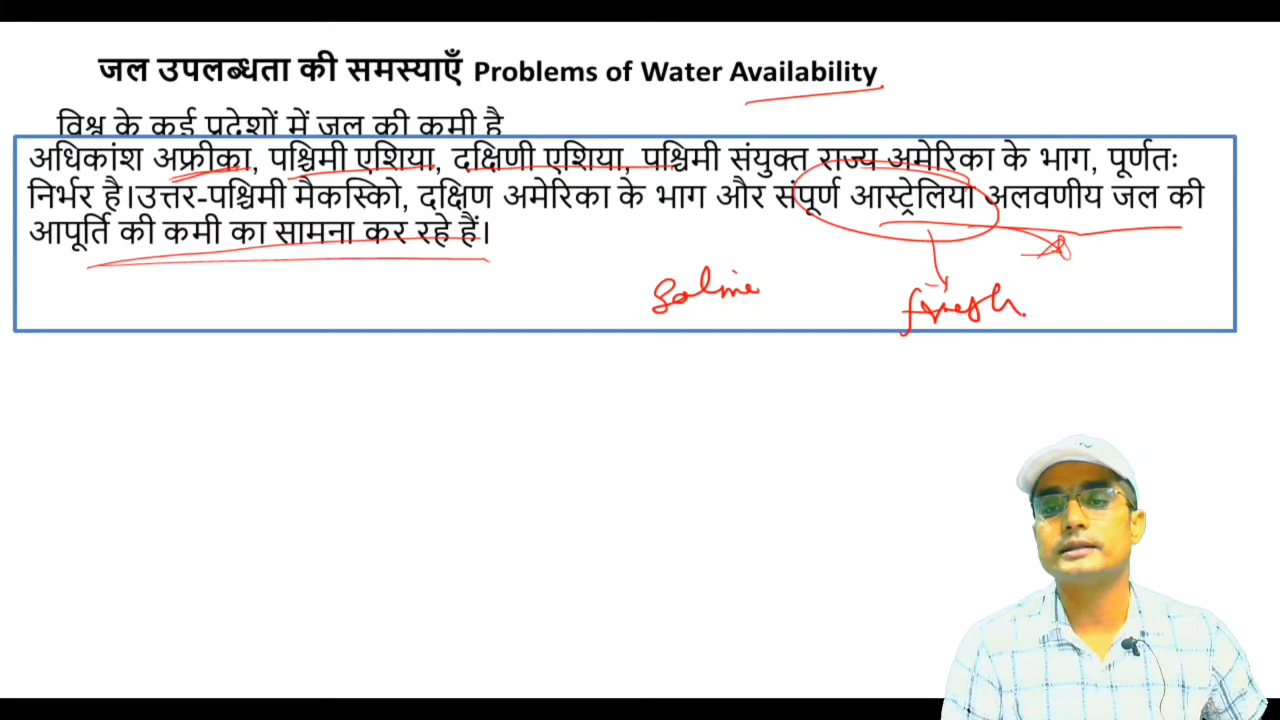 जल उपलब्धता की समस्याएँ Problems of Water Availability
विश्व के कई प्रदेशों में जल की कमी है
अधिकांश अफ्रीका, पश्चिमी एशिया, दक्षिणी एशिया, पश्चिमी संयुक्त राज्य अमेरिका के भाग, पूर्णतः
निर्भर है।उत्तर-पश्चिमी मैकस्किो, दक्षिण अमेरिका के भाग और संपूर्ण आस्ट्रेलिया अलवणीय जल की
आपूर्ति की कमी का सामना कर रहे हैं।
Saline
fresh